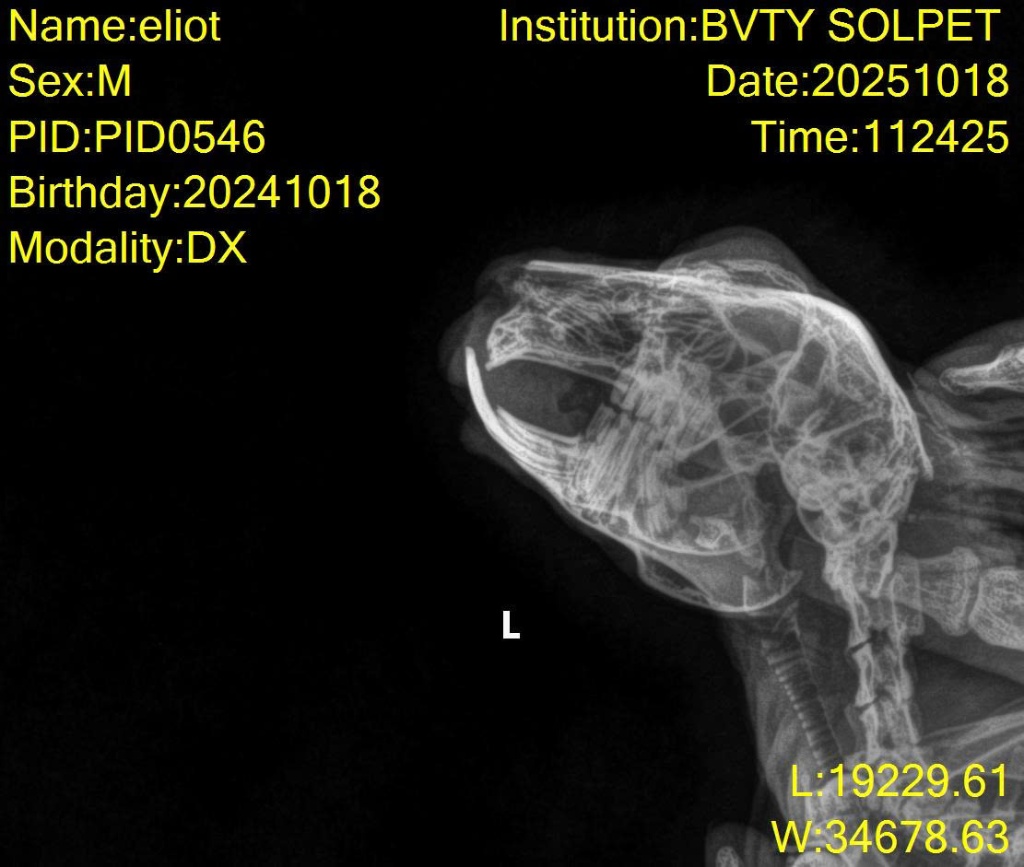 Name:eliot
Sex:M
PID:PID0546
Birthday:20241018
Modality:DX
Institution:BVTY SOLPET
Date:20251018
Time:112425
L
L:19229.61
W:34678.63